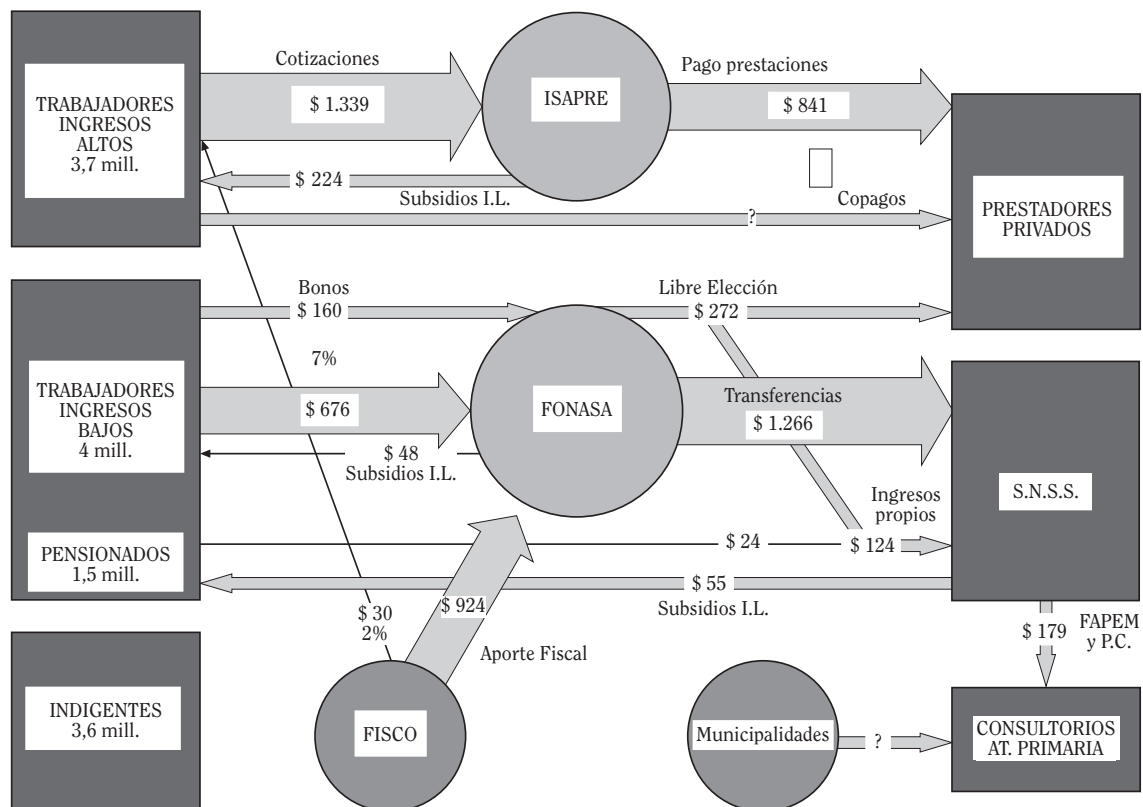 Cotizaciones
$ 1.339
TRABAJADORES
INGRESOS
ALTOS
3,7 mill.
ISAPRE
Pago prestaciones
$ 841
$ 224
Subsidios I.L.
Copagos
?
PRESTADORES
PRIVADOS
Bonos
$ 160
Libre Elección
$ 272
7%
TRABAJADORES
INGRESOS
BAJOS
4 mill.
$ 676
FONASA
Transferencias
$ 1.266
$ 48
Subsidios I.L.
S.N.S.S.
Ingresos
propios
PENSIONADOS
1,5 mill.
$ 24
$ 124
$ 55
Subsidios I.L.
$ 30
2%
$ 924
Aporte Fiscal
$ 179
FAPEM
y P.C.
INDIGENTES
3,6 mill.
FISCO
Municipalidades
?
CONSULTORIOS
AT. PRIMARIA